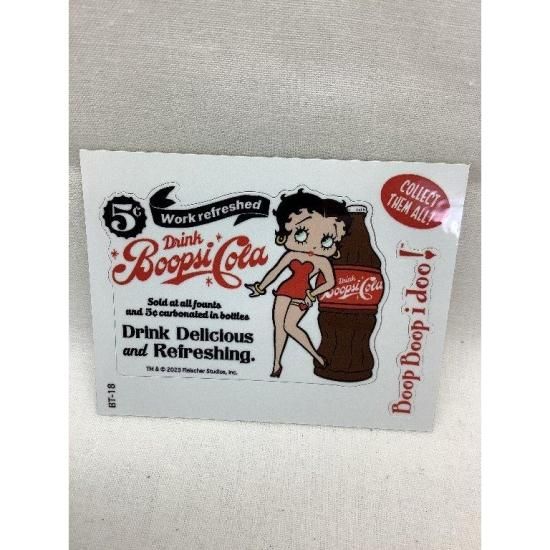 5¢
Work refreshed
Drink
Boopsi Cola
Sold at all founts
and 5¢ carbonated in bottles
Drink Delicious
and Refreshing.
TM & © 2023 Fleischer Studios, Inc.
BT-18
Drink
Boopsi Cola
COLLECT
THEM ALL!
Boop Boop i doo!